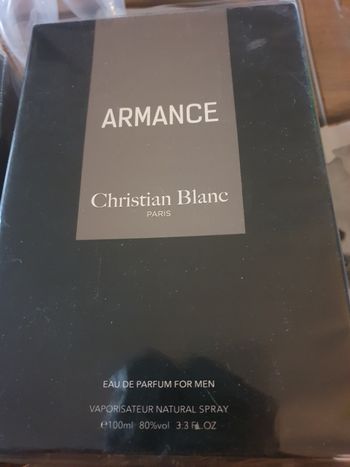 ARMANCE
Christian Blanc
PARIS
EAU DE PARFUM FOR MEN
VAPORISATEUR NATURAL SPRAY
℮100ml 80%vol 3.3 FL.OZ